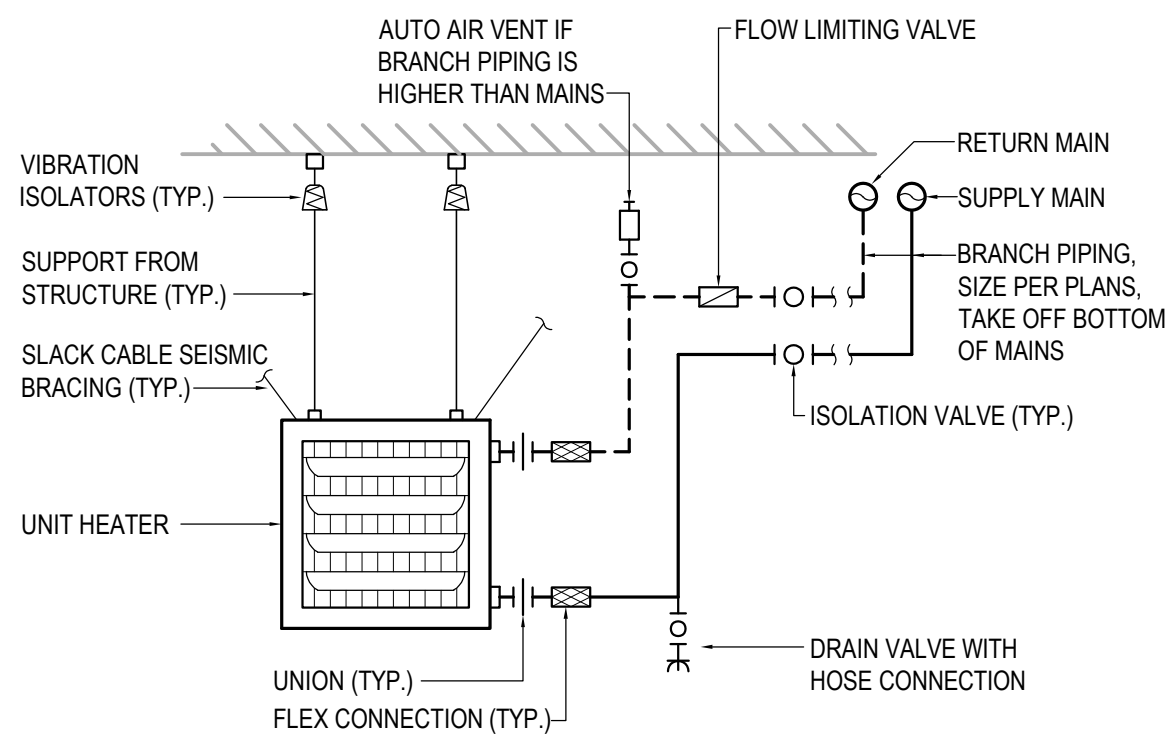 AUTO AIR VENT IF
BRANCH PIPING IS
HIGHER THAN MAINS
FLOW LIMITING VALVE
VIBRATION
ISOLATORS (TYP.)
RETURN MAIN
SUPPLY MAIN
SUPPORT FROM
STRUCTURE (TYP.)
BRANCH PIPING,
SIZE PER PLANS,
TAKE OFF BOTTOM
OF MAINS
SLACK CABLE SEISMIC
BRACING (TYP.)
ISOLATION VALVE (TYP.)
UNIT HEATER
DRAIN VALVE WITH
HOSE CONNECTION
UNION (TYP.)
FLEX CONNECTION (TYP.)